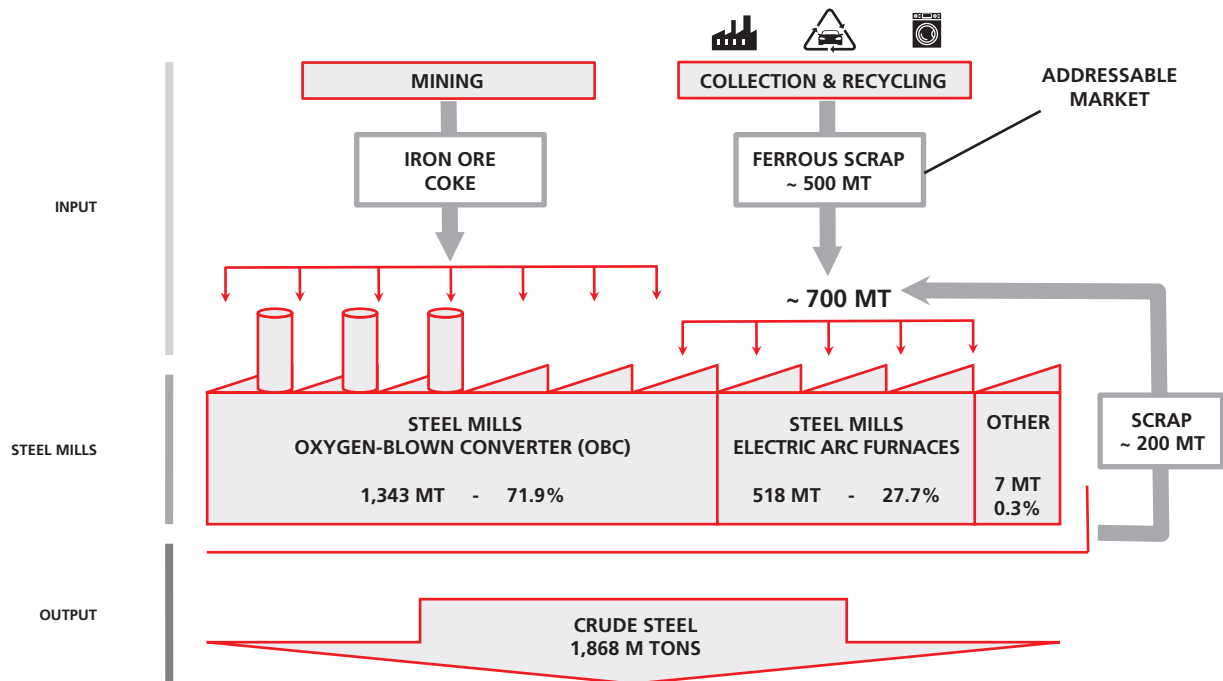 MINING
COLLECTION & RECYCLING
ADDRESSABLE
MARKET
IRON ORE
COKE
FERROUS SCRAP
~ 500 MT
INPUT
~ 700 MT
STEEL MILLS
STEEL MILLS
OXYGEN-BLOWN CONVERTER (OBC)
1,343 MT - 71.9%
STEEL MILLS
ELECTRIC ARC FURNACES
518 MT - 27.7%
OTHER
7 MT
0.3%
SCRAP
~ 200 MT
OUTPUT
CRUDE STEEL
1,868 M TONS